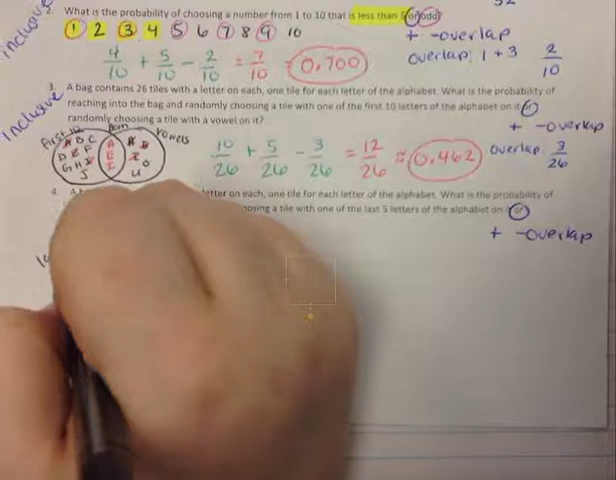 Inclusive
2. What is the probability of choosing a number from 1 to 10 that is less than 5 or odd?
1 2 3 4 5 6 7 8 9 10
+ -overlap
overlap: 1 + 3 2/10
4/10 + 5/10 - 2/10 = 7/10 = 0.700
Inclusive
3. A bag contains 26 tiles with a letter on each, one tile for each letter of the alphabet. What is the probability of
reaching into the bag and randomly choosing a tile with one of the first 10 letters of the alphabet on it or
randomly choosing a tile with a vowel on it?
+ -overlap
First 10 Both Vowels
10/26 + 5/26 - 3/26 = 12/26 ≈ 0.462
overlap 3/26
4. letter on each, one tile for each letter of the alphabet. What is the probability of
osing a tile with one of the last 5 letters of the alphabet on or
+ -overlap